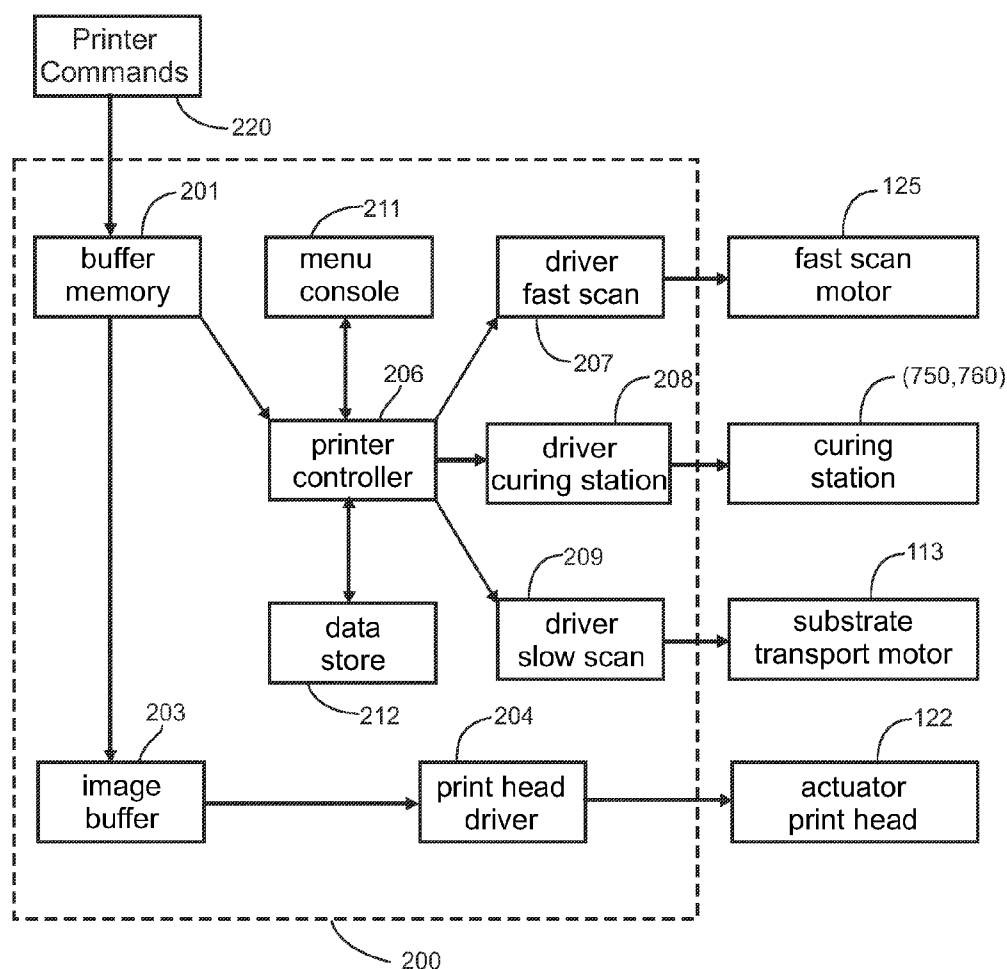 Printer
Commands
220
201
211
125
buffer
memory
menu
console
driver
fast scan
fast scan
motor
207
206
208
(750,760)
printer
controller
driver
curing station
curing
station
209
113
data
store
driver
slow scan
substrate
transport motor
203
212
204
122
image
buffer
print head
driver
actuator
print head
200